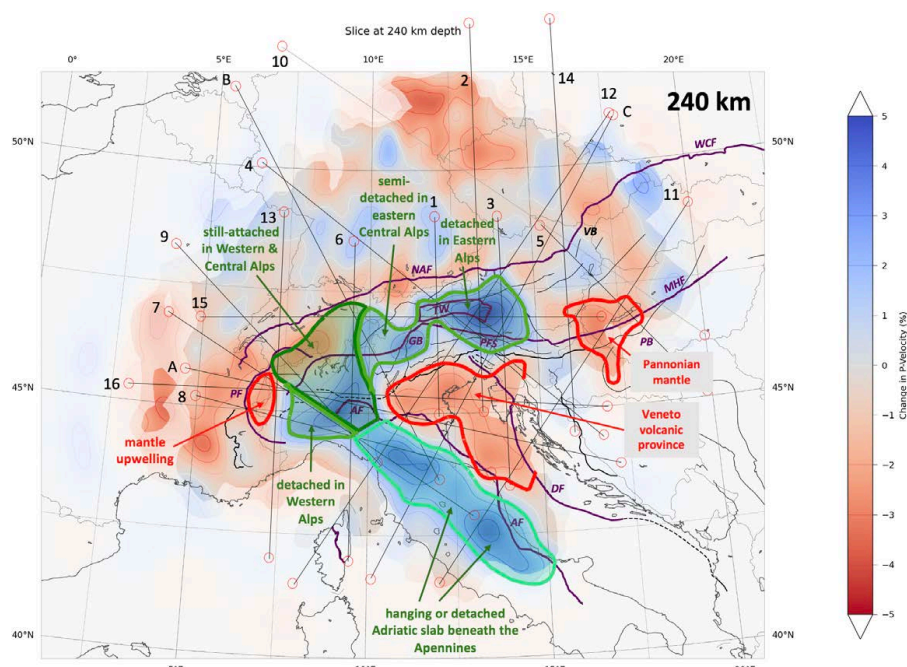 Slice at 240 km depth
0°
5°E
10°E
15°E
20°E
10
B
2
14
12
C
240 km
50°N
50°N
WCF
4
semi-
detached in
eastern
Central Alps
1
3
detached in
Eastern
Alps
11
VB
5
13
still-attached
in Western &
Central Alps
9
6
NAF
MHF
7
15
TW
GB
PFS
PB
Pannonian
mantle
A
16
8
45°N
45°N
PF
AF
Veneto
volcanic
province
mantle
upwelling
detached in
Western
Alps
DF
AF
hanging or detached
Adriatic slab beneath the
Apennines
40°N
40°N
5°E
10°E
15°E
20°E
5
4
3
2
1
0
−1
−2
−3
−4
−5
Change in P-Velocity (%)